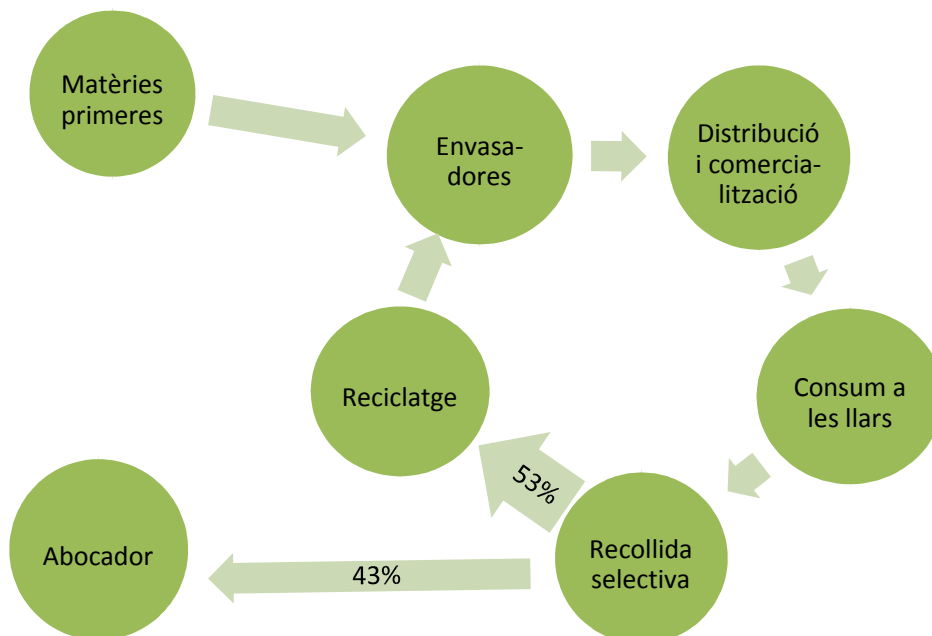 Matèries
primeres
Envasa-
dores
Distribució
i comercia-
lització
Consum a
les llars
Recollida
selectiva
53%
Reciclatge
43%
Abocador